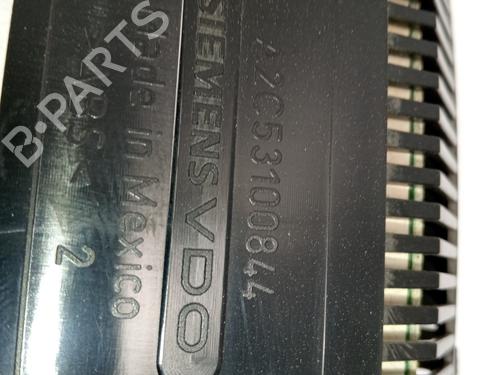 A2C53100844
SIEMENS VDO
Made in Mexico
2
B-PARTS